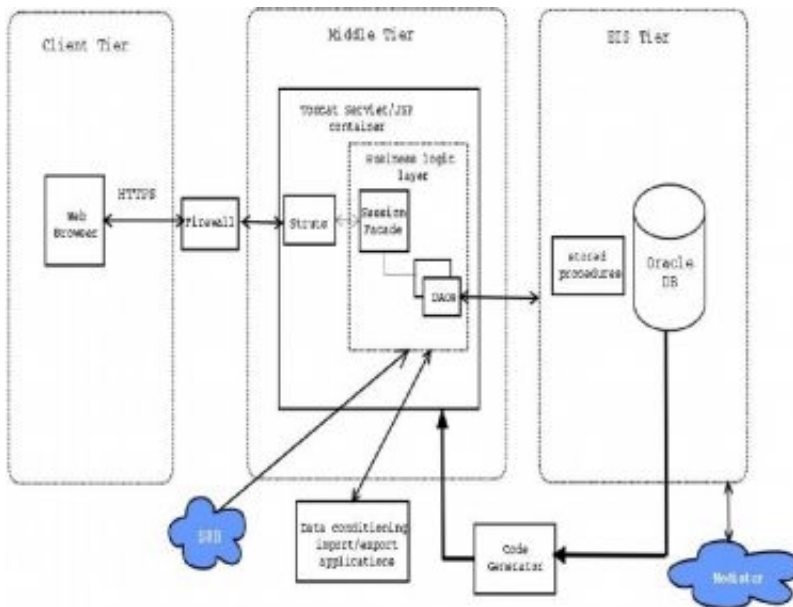 Client Tier
Middle Tier
EIS Tier
Tomcat Servlet/JSP
container
Business logic
layer
HTTPS
Web
Browser
Firewall
Struts
Session
Facade
DAOs
stored
procedures
Oracle
DB
SRB
Data conditioning
import/export
applications
Code
Generator
Mediator